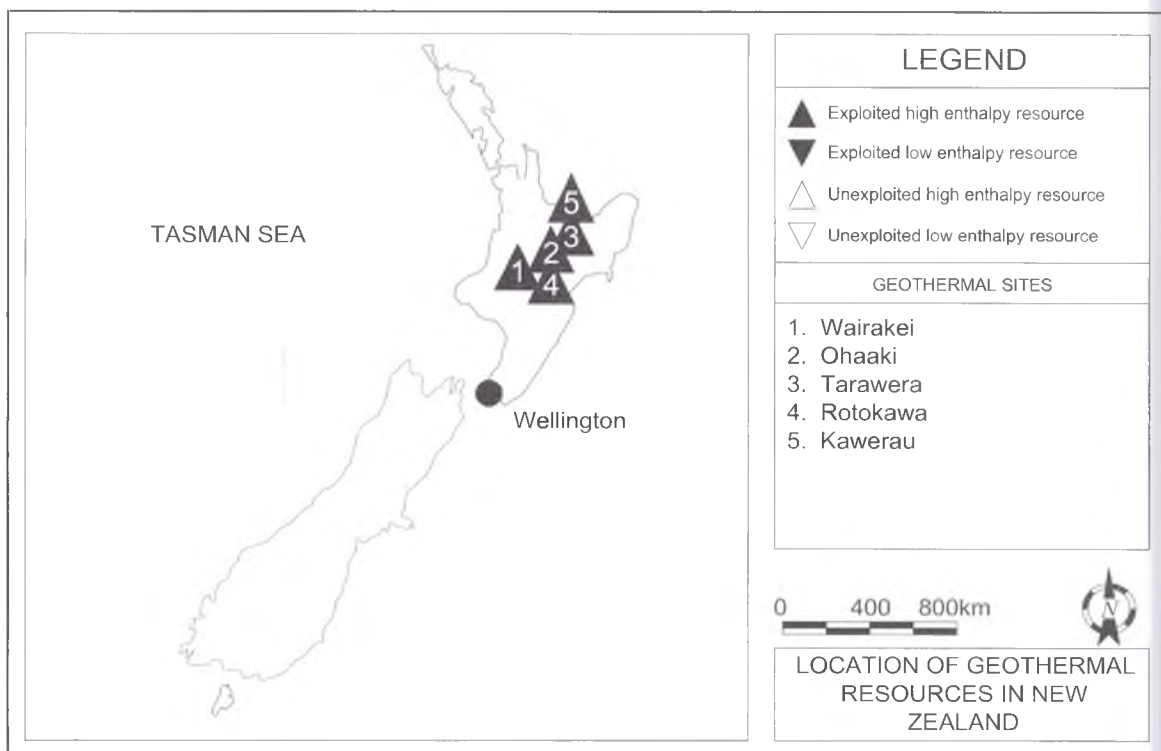 TASMAN SEA
5
3
2
1
4
Wellington
LEGEND
Exploited high enthalpy resource
Exploited low enthalpy resource
Unexploited high enthalpy resource
Unexploited low enthalpy resource
GEOTHERMAL SITES
1. Wairakei
2. Ohaaki
3. Tarawera
4. Rotokawa
5. Kawerau
0 400 800km
N
LOCATION OF GEOTHERMAL
RESOURCES IN NEW
ZEALAND